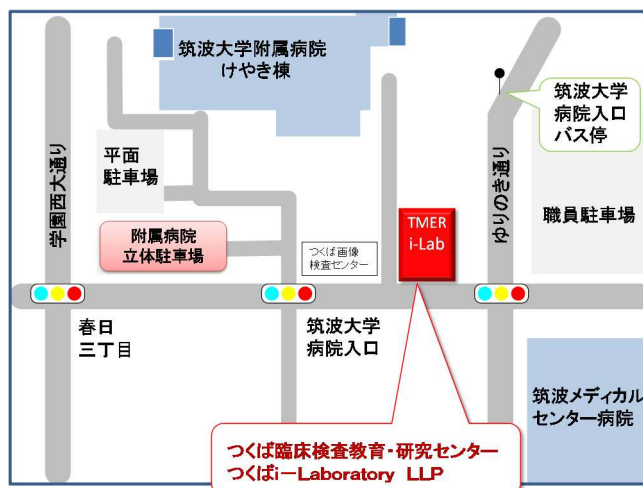 筑波大学附属病院
けやき棟
筑波大学
病院入口
バス停
学園西大通り
平面
駐車場
ゆりのき通り
職員駐車場
附属病院
立体駐車場
つくば画像
検査センター
TMER
i-Lab
春日
三丁目
筑波大学
病院入口
筑波メディカル
センター病院
つくば臨床検査教育・研究センター
つくばi－Laboratory LLP